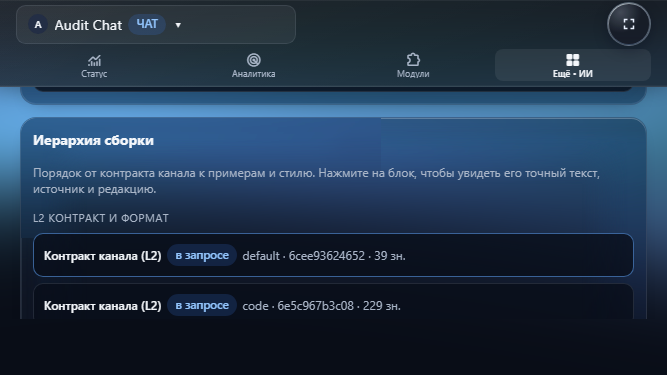 A Audit Chat ЧАТ ▼
Статус Аналитика Модули Ещё • ИИ
Иерархия сборки
Порядок от контракта канала к примерам и стилю. Нажмите на блок, чтобы увидеть его точный текст,
источник и редакцию.
L2 КОНТРАКТ И ФОРМАТ
Контракт канала (L2) в запросе default · 6cee93624652 · 39 зн.
Контракт канала (L2) в запросе code · 6e5c967b3c08 · 229 зн.